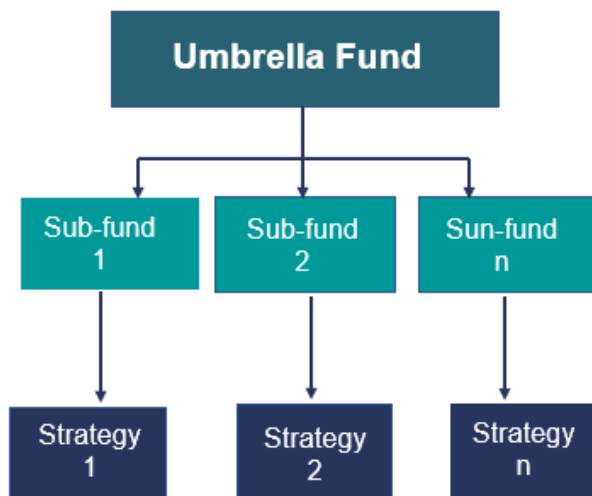 Umbrella Fund
Sub-fund
1
Sub-fund
2
Sun-fund
n
Strategy
1
Strategy
2
Strategy
n